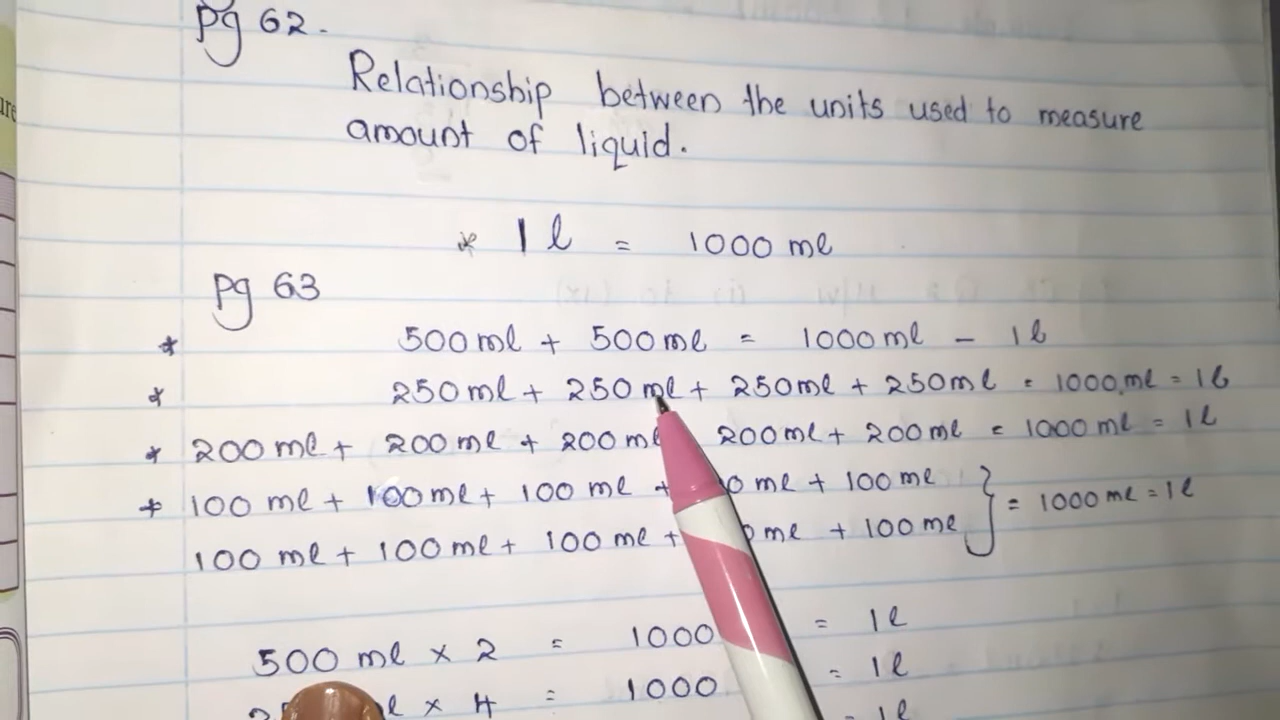 pg 62.
Relationship between the units used to measure
amount of liquid.
* 1 l = 1000 ml
pg 63
* 500 ml + 500 ml = 1000 ml - 1 l
* 250 ml + 250 ml + 250 ml + 250 ml = 1000 ml = 1 l
* 200 ml + 200 ml + 200 ml 200 ml + 200 ml = 1000 ml = 1 l
* 100 ml + 100 ml + 100 ml + ml + 100 ml } = 1000 ml = 1 l
100 ml + 100 ml + 100 ml + ml + 100 ml
500 ml × 2 = 1000 = 1 l
× 4 = 1000 = 1 l